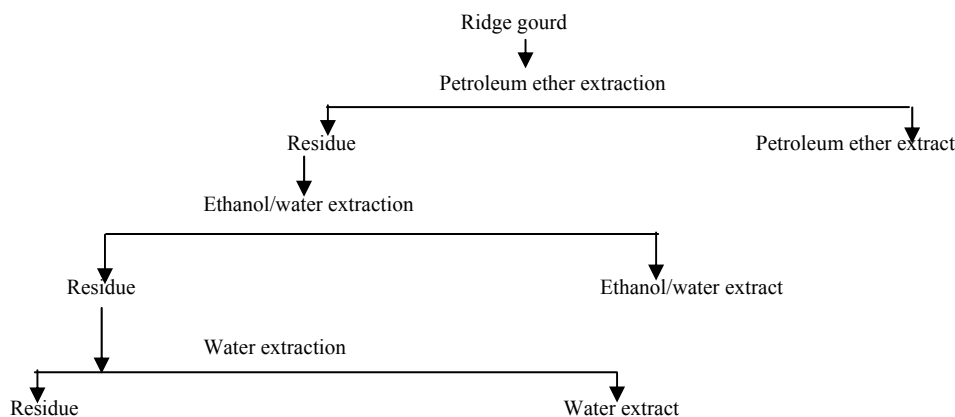 Ridge gourd
Petroleum ether extraction
Residue
Petroleum ether extract
Ethanol/water extraction
Residue
Ethanol/water extract
Water extraction
Residue
Water extract